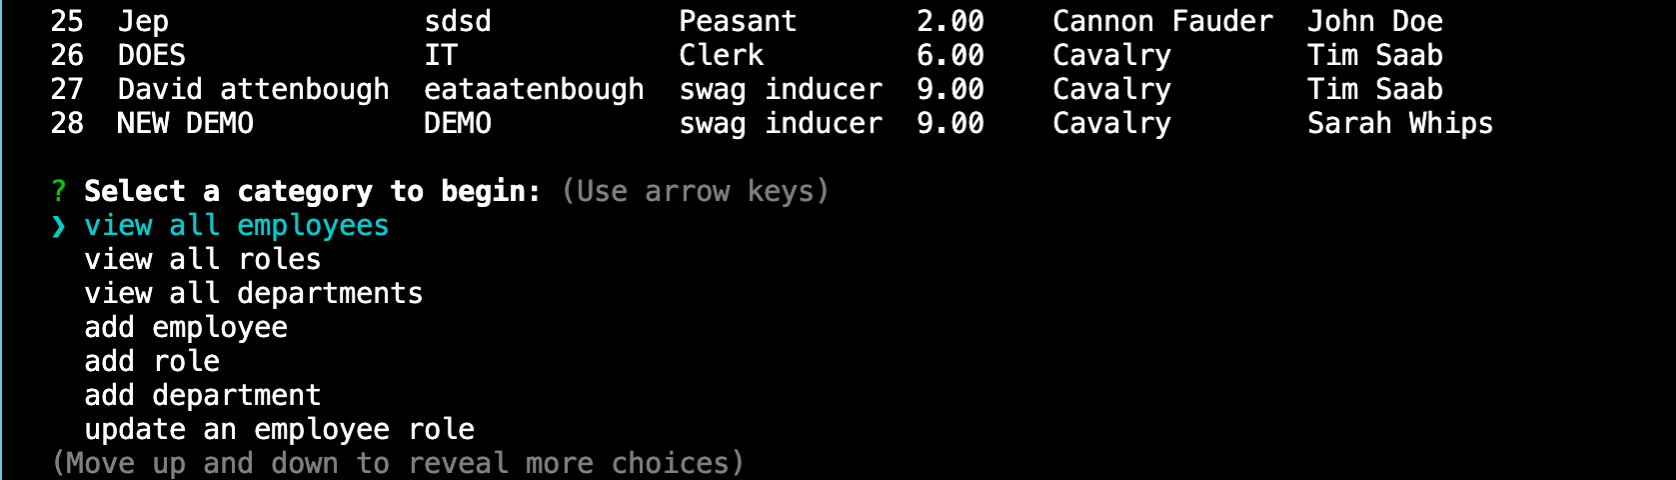 25  Jep               sdsd          Peasant       2.00    Cannon Fauder  John Doe
26  DOES              IT            Clerk         6.00    Cavalry        Tim Saab
27  David attenbough  eataatenbough  swag inducer  9.00    Cavalry        Tim Saab
28  NEW DEMO          DEMO           swag inducer  9.00    Cavalry        Sarah Whips
? Select a category to begin: (Use arrow keys)
❯ view all employees
view all roles
view all departments
add employee
add role
add department
update an employee role
(Move up and down to reveal more choices)